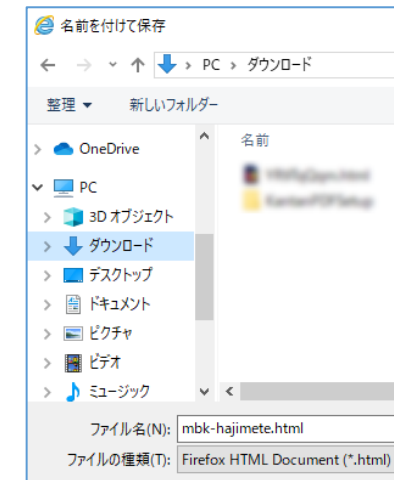 名前を付けて保存
PC › ダウンロード
整理 新しいフォルダー
名前
OneDrive
PC
3D オブジェクト
ダウンロード
デスクトップ
ドキュメント
ピクチャ
ビデオ
ミュージック
ファイル名(N): mbk-hajimete.html
ファイルの種類(T): Firefox HTML Document (*.html)